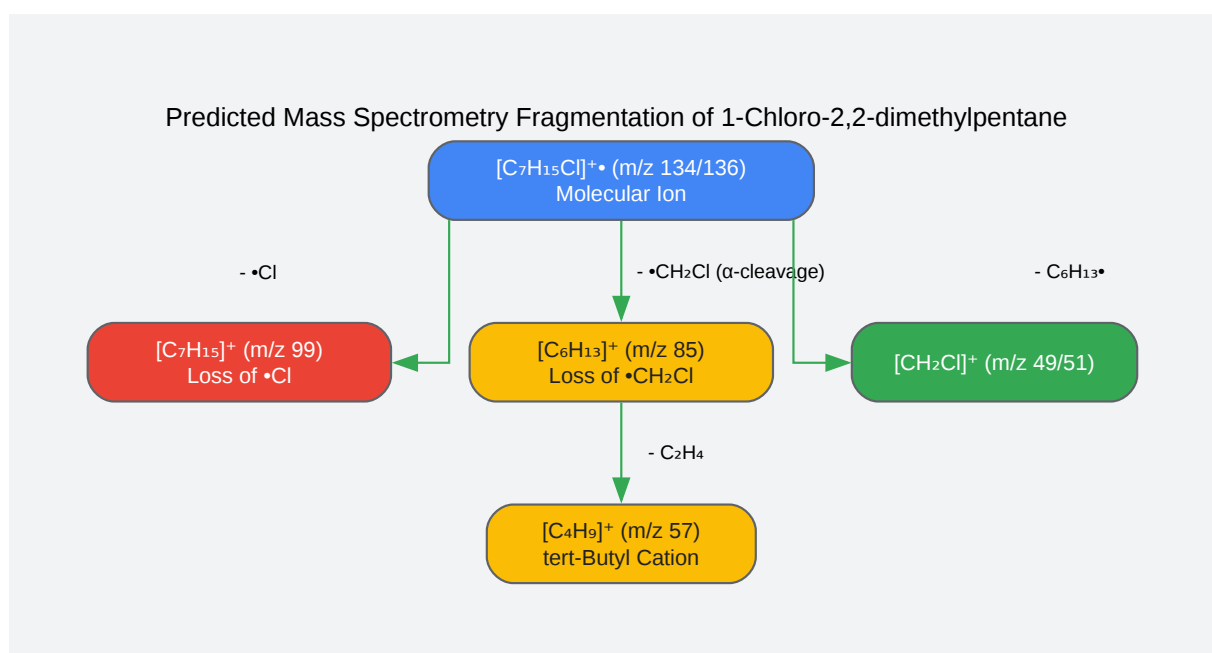 Predicted Mass Spectrometry Fragmentation of 1-Chloro-2,2-dimethylpentane
[C₇H₁₅Cl]⁺• (m/z 134/136)
Molecular Ion
- •Cl
- •CH₂Cl (α-cleavage)
- C₆H₁₃•
[C₇H₁₅]⁺ (m/z 99)
Loss of •Cl
[C₆H₁₃]⁺ (m/z 85)
Loss of •CH₂Cl
[CH₂Cl]⁺ (m/z 49/51)
- C₂H₄
[C₄H₉]⁺ (m/z 57)
tert-Butyl Cation